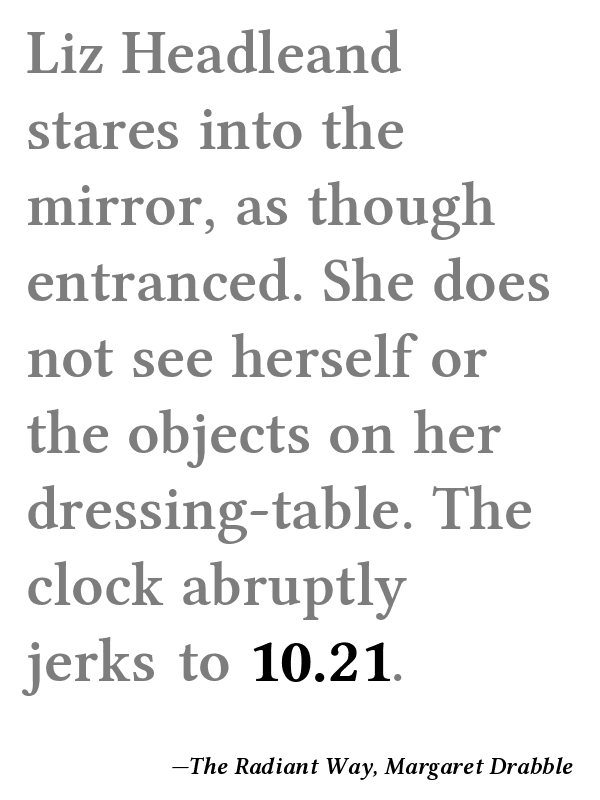 Liz Headleand
stares into the
mirror, as though
entranced. She does
not see herself or
the objects on her
dressing-table. The
clock abruptly
jerks to 10.21.
—The Radiant Way, Margaret Drabble